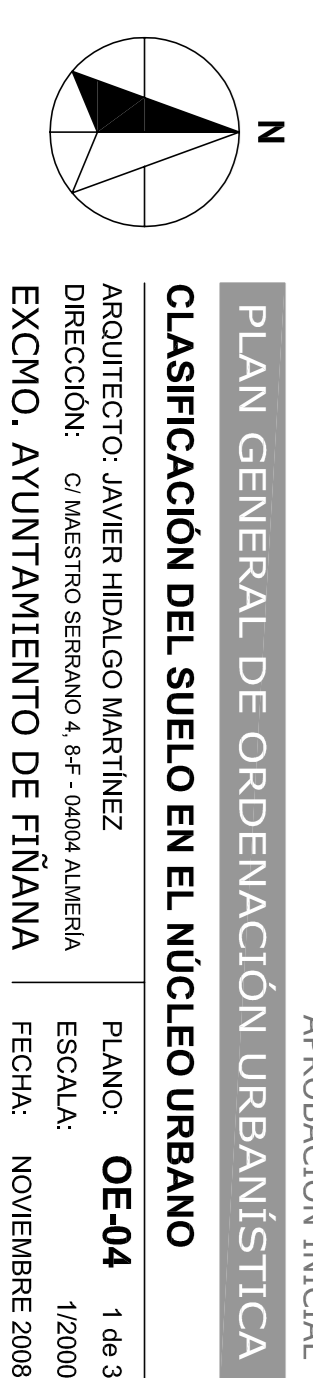 APROBACIÓN INICIAL
PLAN GENERAL DE ORDENACIÓN URBANÍSTICA
CLASIFICACIÓN DEL SUELO EN EL NÚCLEO URBANO
N
ARQUITECTO: JAVIER HIDALGO MARTÍNEZ
DIRECCIÓN: C/ MAESTRO SERRANO 4, 8-F - 04004 ALMERÍA
EXCMO. AYUNTAMIENTO DE FIÑANA
PLANO: OE-04 1 de 3
ESCALA: 1/2000
FECHA: NOVIEMBRE 2008